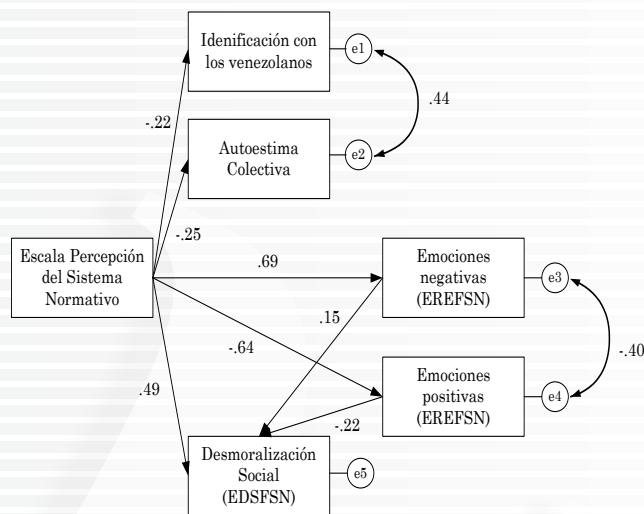 Idenificación con
los venezolanos
e1
.44
-.22
Autoestima
Colectiva
e2
-.25
Escala Percepción
del Sistema
Normativo
.69
Emociones
negativas
(EREFSN)
e3
.15
-.40
-.64
Emociones
positivas
(EREFSN)
e4
.49
-.22
Desmoralización
Social
(EDSFSN)
e5